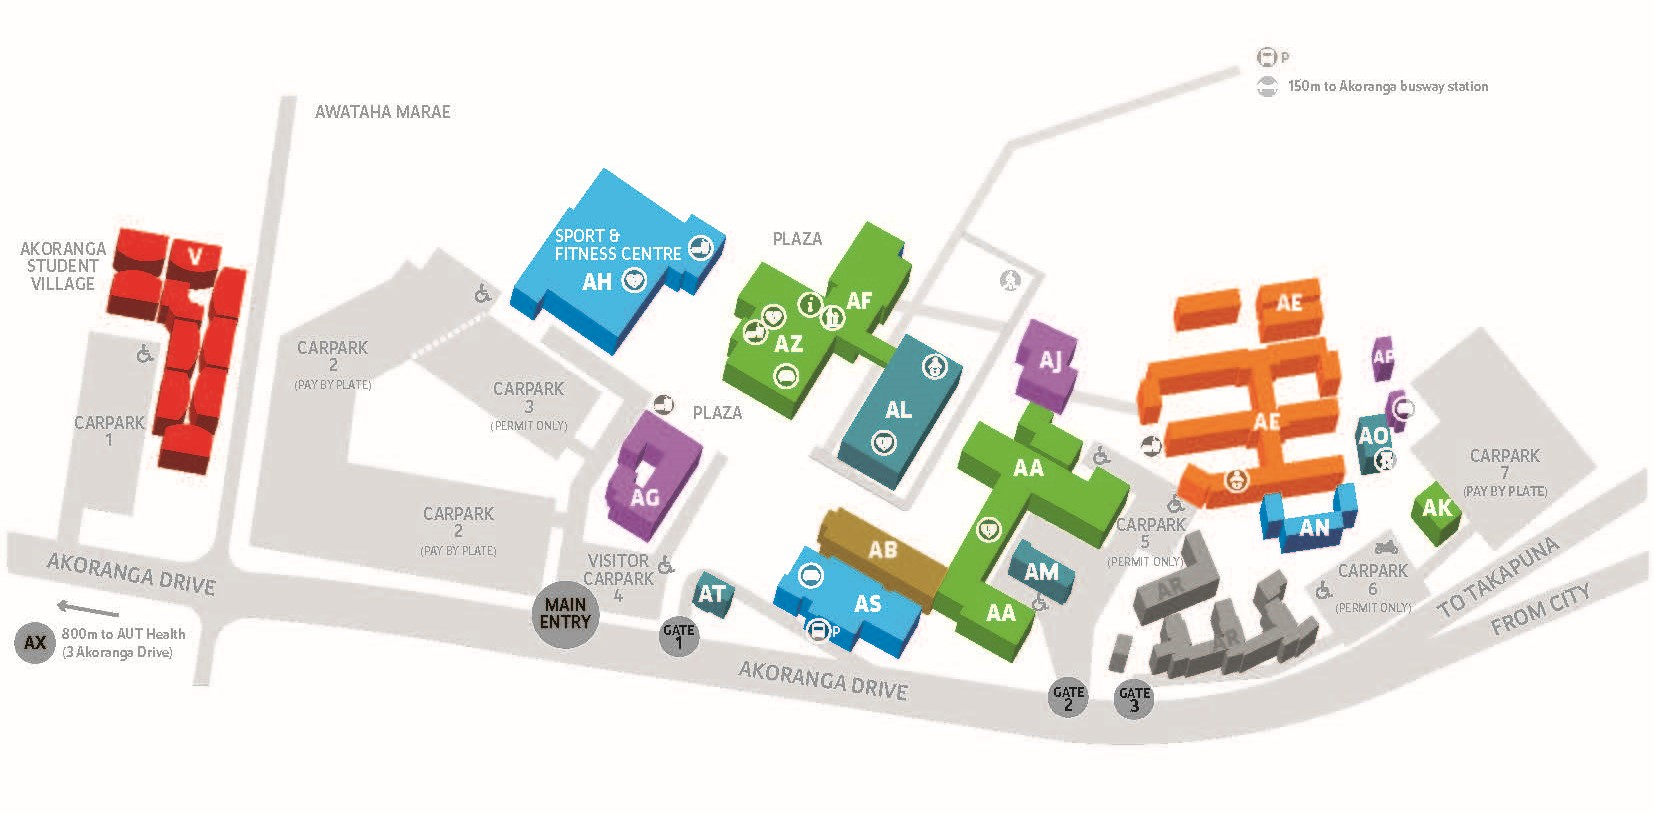 P
150m to Akoranga busway station
AWATAHA MARAE
AKORANGA
STUDENT
VILLAGE
V
SPORT &
FITNESS CENTRE
AH
PLAZA
AF
i
AZ
AL
AJ
AE
AE
AP
AO
CARPARK
7
(PAY BY PLATE)
AK
AN
CARPARK
1
CARPARK
2
(PAY BY PLATE)
CARPARK
3
(PERMIT ONLY)
PLAZA
AG
CARPARK
2
(PAY BY PLATE)
AA
CARPARK
5
(PERMIT ONLY)
AB
AM
AS
P
AA
AT
VISITOR
CARPARK
4
AR
AR
CARPARK
6
(PERMIT ONLY)
TO TAKAPUNA
FROM CITY
AKORANGA DRIVE
MAIN
ENTRY
GATE
1
AX
800m to AUT Health
(3 Akoranga Drive)
AKORANGA DRIVE
GATE
2
GATE
3